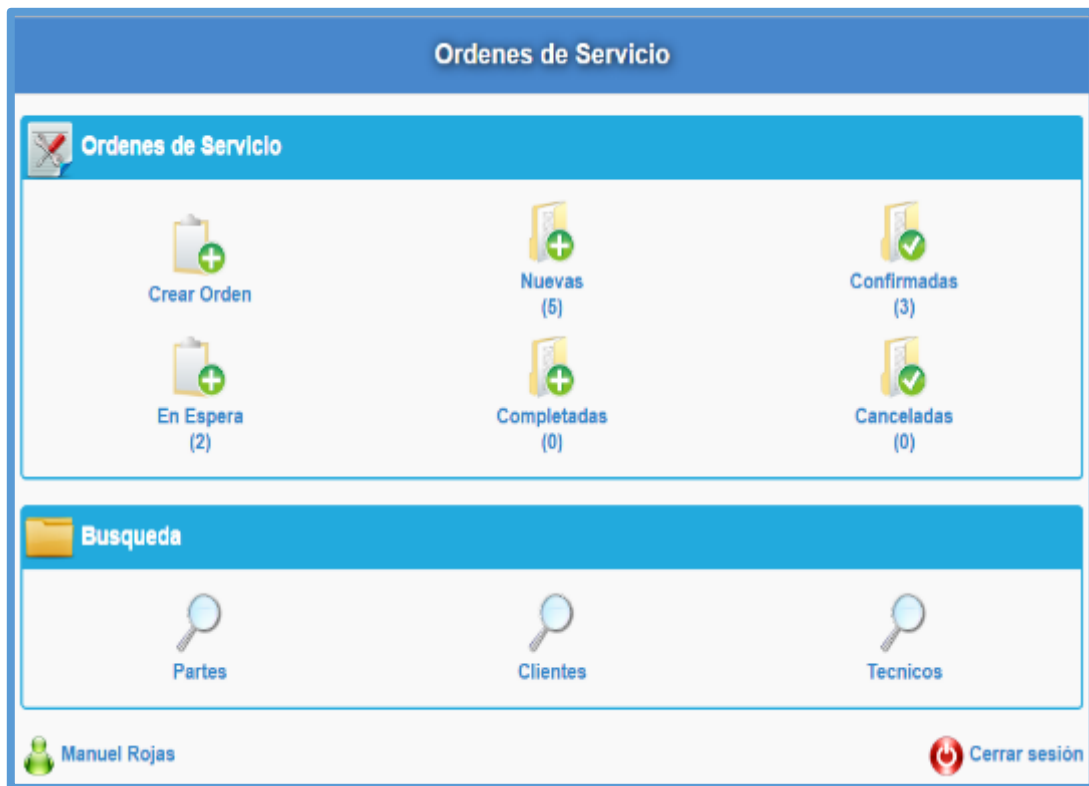 Ordenes de Servicio
Ordenes de Servicio
Crear Orden
Nuevas
(5)
Confirmadas
(3)
En Espera
(2)
Completadas
(0)
Canceladas
(0)
Busqueda
Partes
Clientes
Tecnicos
Manuel Rojas
Cerrar sesión